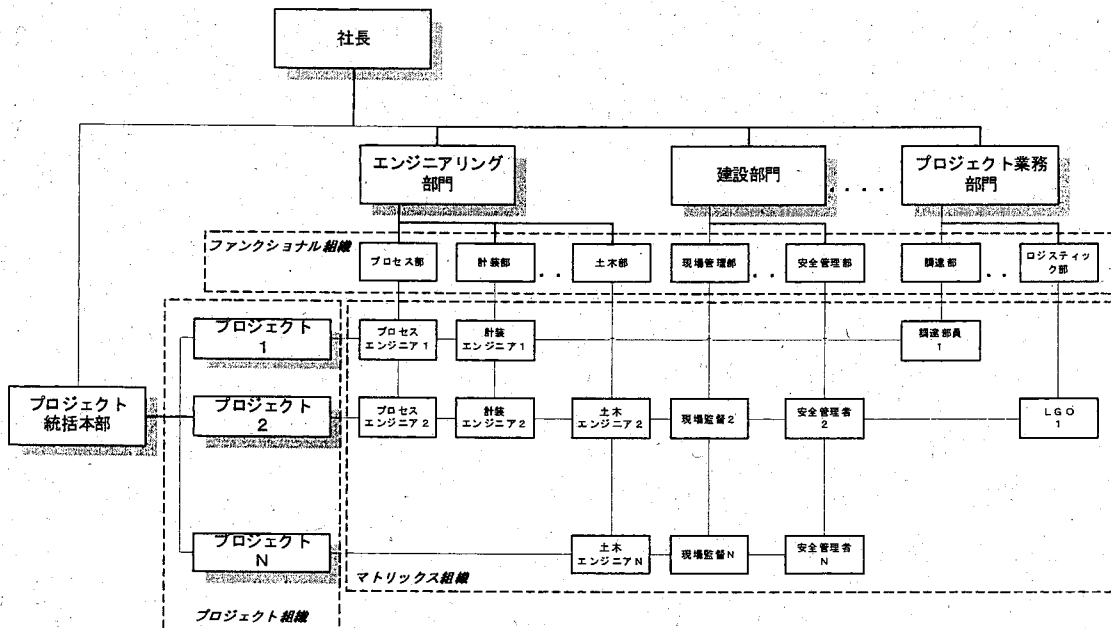 社長
エンジニアリング
部門
建設部門
. . . .
プロジェクト業務
部門
ファンクショナル組織
プロセス部
計装部
. .
土木部
現場管理部
. .
安全管理部
調達部
. .
ロジスティッ
ク部
プロジェクト
1
プロセス
エンジニア1
計装
エンジニア1
調達部員
1
プロジェクト
統括本部
プロジェクト
2
プロセス
エンジニア2
計装
エンジニア2
土木
エンジニア2
現場監督2
安全管理者
2
LGO
1
プロジェクト
N
土木
エンジニアN
現場監督N
安全管理者
N
マトリックス組織
プロジェクト組織